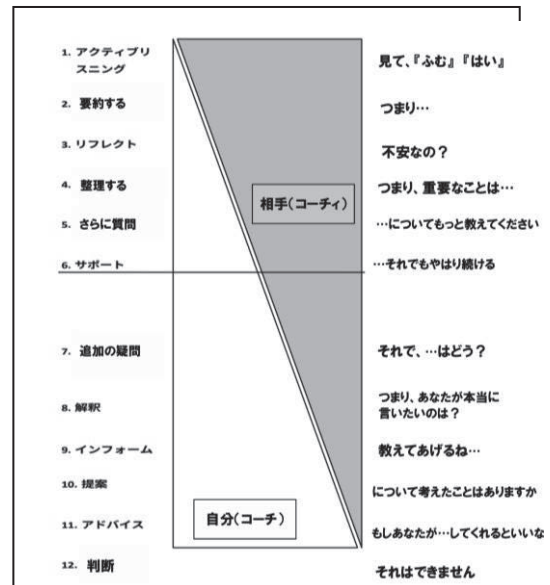 1. アクティブリ
スニング
見て、『ふむ』『はい』
2. 要約する
つまり…
3. リフレクト
不安なの？
4. 整理する
つまり、重要なことは…
相手(コーチィ)
5. さらに質問
…についてもっと教えてください
6. サポート
…それでもやはり続ける
7. 追加の疑問
それで、…はどう？
8. 解釈
つまり、あなたが本当に
言いたいのは？
9. インフォーム
教えてあげるね…
10. 提案
について考えたことはありますか
自分(コーチ)
11. アドバイス
もしあなたが…してくれるといいな
12. 判断
それはできません